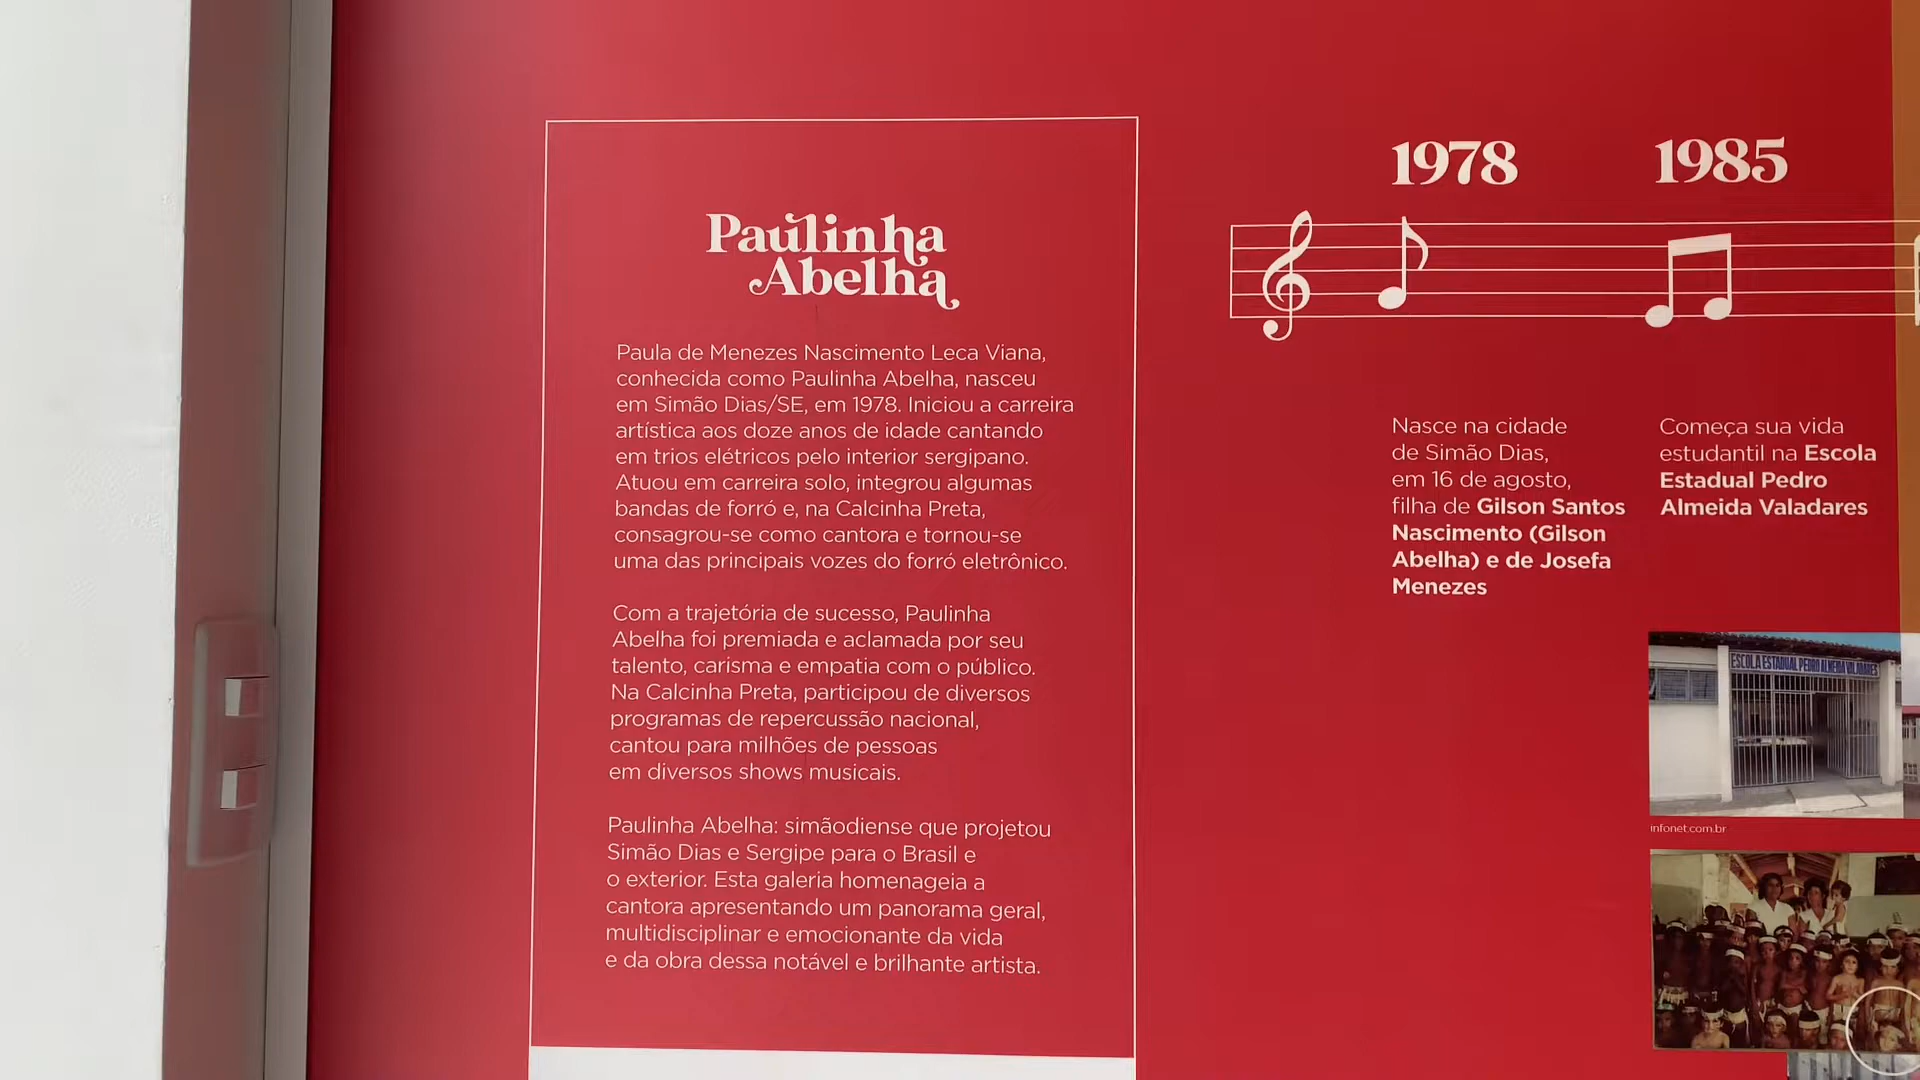 Paulinha
Abelha
Paula de Menezes Nascimento Leca Viana,
conhecida como Paulinha Abelha, nasceu
em Simão Dias/SE, em 1978. Iniciou a carreira
artística aos doze anos de idade cantando
em trios elétricos pelo interior sergipano.
Atuou em carreira solo, integrou algumas
bandas de forró e, na Calcinha Preta,
consagrou-se como cantora e tornou-se
uma das principais vozes do forró eletrônico.
Com a trajetória de sucesso, Paulinha
Abelha foi premiada e aclamada por seu
talento, carisma e empatia com o público.
Na Calcinha Preta, participou de diversos
programas de repercussão nacional,
cantou para milhões de pessoas
em diversos shows musicais.
Paulinha Abelha: simãodiense que projetou
Simão Dias e Sergipe para o Brasil e
o exterior. Esta galeria homenageia a
cantora apresentando um panorama geral,
multidisciplinar e emocionante da vida
e da obra dessa notável e brilhante artista.
1978
Nasce na cidade
de Simão Dias,
em 16 de agosto,
filha de Gilson Santos
Nascimento (Gilson
Abelha) e de Josefa
Menezes
1985
Começa sua vida
estudantil na Escola
Estadual Pedro
Almeida Valadares
ESCOLA ESTADUAL PEDRO ALMEIDA VALADARES
infonet.com.br